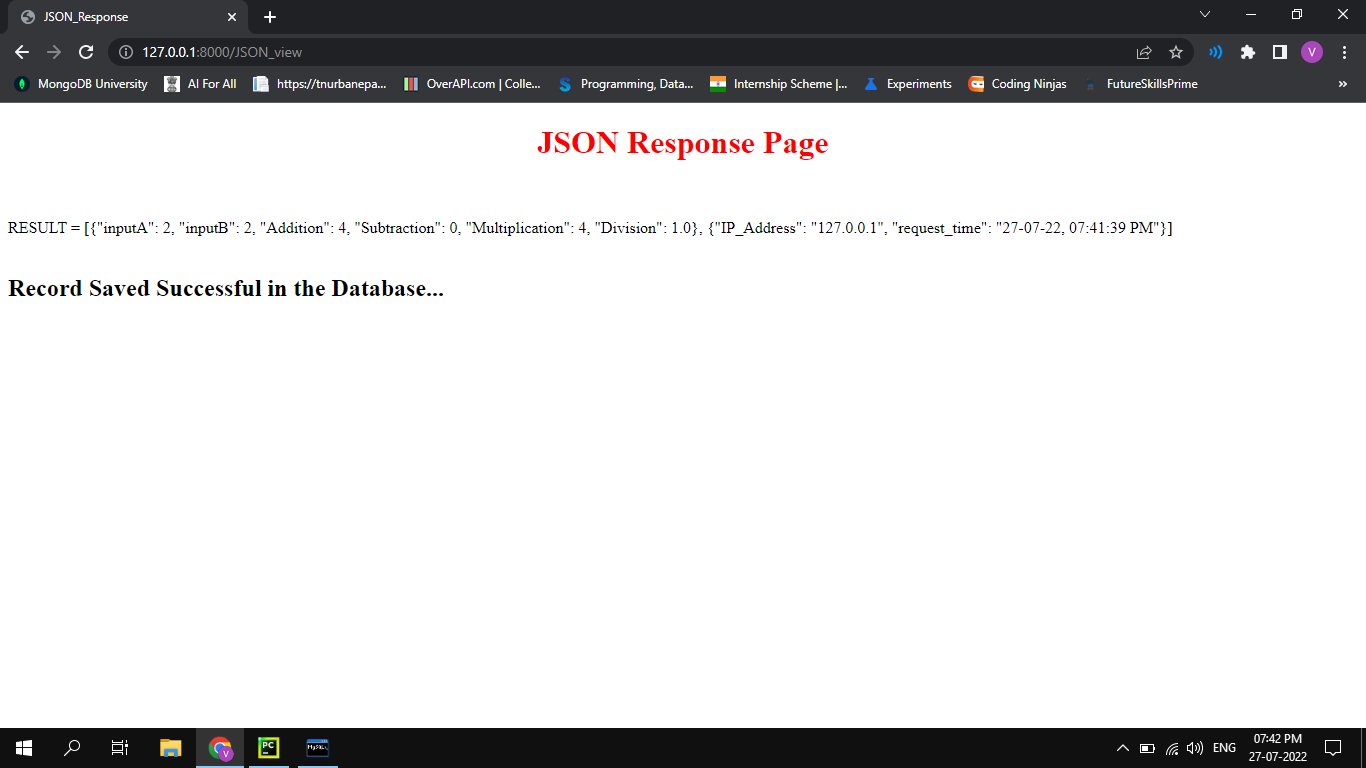 JSON_Response
127.0.0.1:8000/JSON_view
V
MongoDB University AI For All https://tnurbanepa... OverAPI.com | Colle... Programming, Data... Internship Scheme |... Experiments Coding Ninjas FutureSkillsPrime »
JSON Response Page
RESULT = [{"inputA": 2, "inputB": 2, "Addition": 4, "Subtraction": 0, "Multiplication": 4, "Division": 1.0}, {"IP_Address": "127.0.0.1", "request_time": "27-07-22, 07:41:39 PM"}]
Record Saved Successful in the Database...
V PC MySQL ENG 07:42 PM
27-07-2022